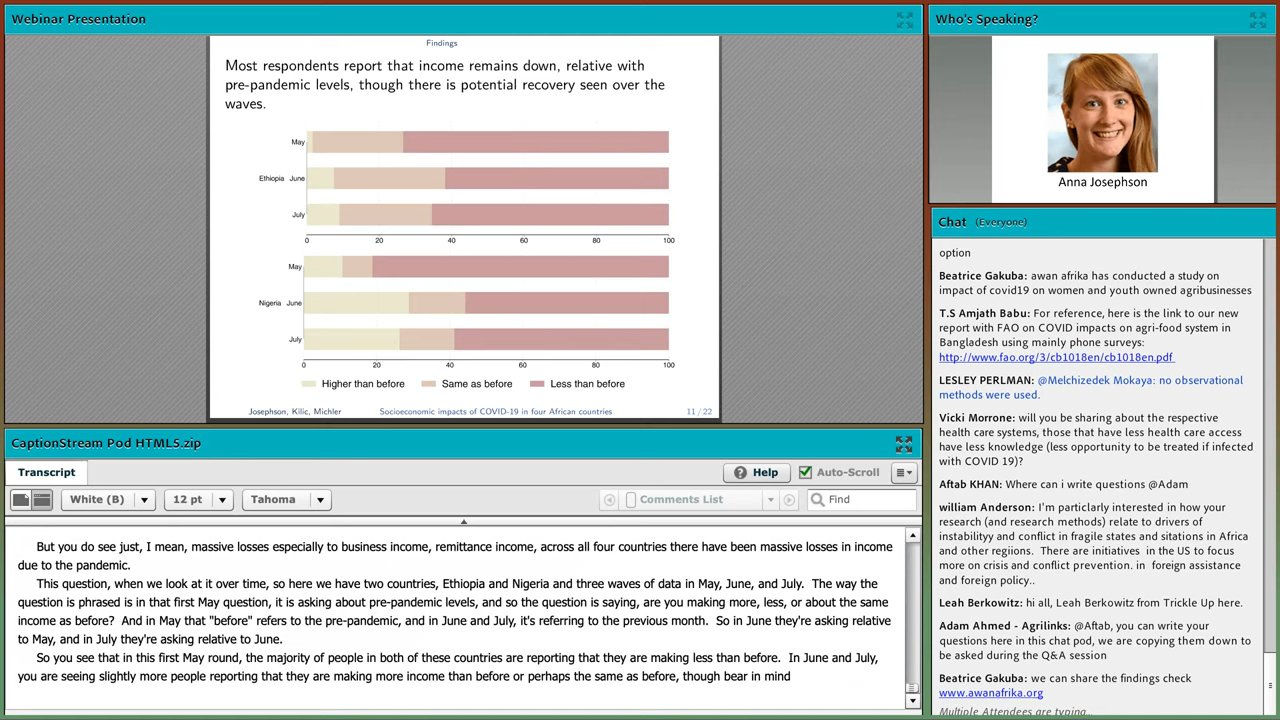 Webinar Presentation
Findings
Most respondents report that income remains down, relative with
pre-pandemic levels, though there is potential recovery seen over the
waves.
May
Ethiopia June
July
0 20 40 60 80 100
May
Nigeria June
July
0 20 40 60 80 100
Higher than before Same as before Less than before
Josephson, Kilic, Michler Socioeconomic impacts of COVID-19 in four African countries 11 / 22
Who's Speaking?
Anna Josephson
Chat (Everyone)
option
Beatrice Gakuba: awan afrika has conducted a study on
impact of covid19 on women and youth owned agribusinesses
T.S Amjath Babu: For reference, here is the link to our new
report with FAO on COVID impacts on agri-food system in
Bangladesh using mainly phone surveys:
http://www.fao.org/3/cb1018en/cb1018en.pdf
LESLEY PERLMAN: @Melchizedek Mokaya: no observational
methods were used.
Vicki Morrone: will you be sharing about the respective
health care systems, those that have less health care access
have less knowledge (less opportunity to be treated if infected
with COVID 19)?
Aftab KHAN: Where can i write questions @Adam
william Anderson: I'm particlarly interested in how your
research (and research methods) relate to drivers of
instabilityy and conflict in fragile states and sitations in Africa
and other regiions. There are initiatives in the US to focus
more on crisis and conflict prevention. in foreign assistance
and foreign policy..
Leah Berkowitz: hi all, Leah Berkowitz from Trickle Up here.
Adam Ahmed - Agrilinks: @Aftab, you can write your
questions here in this chat pod, we are copying them down to
be asked during the Q&A session
Beatrice Gakuba: we can share the findings check
www.awanafrika.org
Multiple Attendees are typing
CaptionStream Pod HTML5.zip
Transcript
Help Auto-Scroll
White (B) 12 pt Tahoma Comments List Find
But you do see just, I mean, massive losses especially to business income, remittance income, across all four countries there have been massive losses in income
due to the pandemic.
This question, when we look at it over time, so here we have two countries, Ethiopia and Nigeria and three waves of data in May, June, and July. The way the
question is phrased is in that first May question, it is asking about pre-pandemic levels, and so the question is saying, are you making more, less, or about the same
income as before? And in May that "before" refers to the pre-pandemic, and in June and July, it's referring to the previous month. So in June they're asking relative
to May, and in July they're asking relative to June.
So you see that in this first May round, the majority of people in both of these countries are reporting that they are making less than before. In June and July,
you are seeing slightly more people reporting that they are making more income than before or perhaps the same as before, though bear in mind